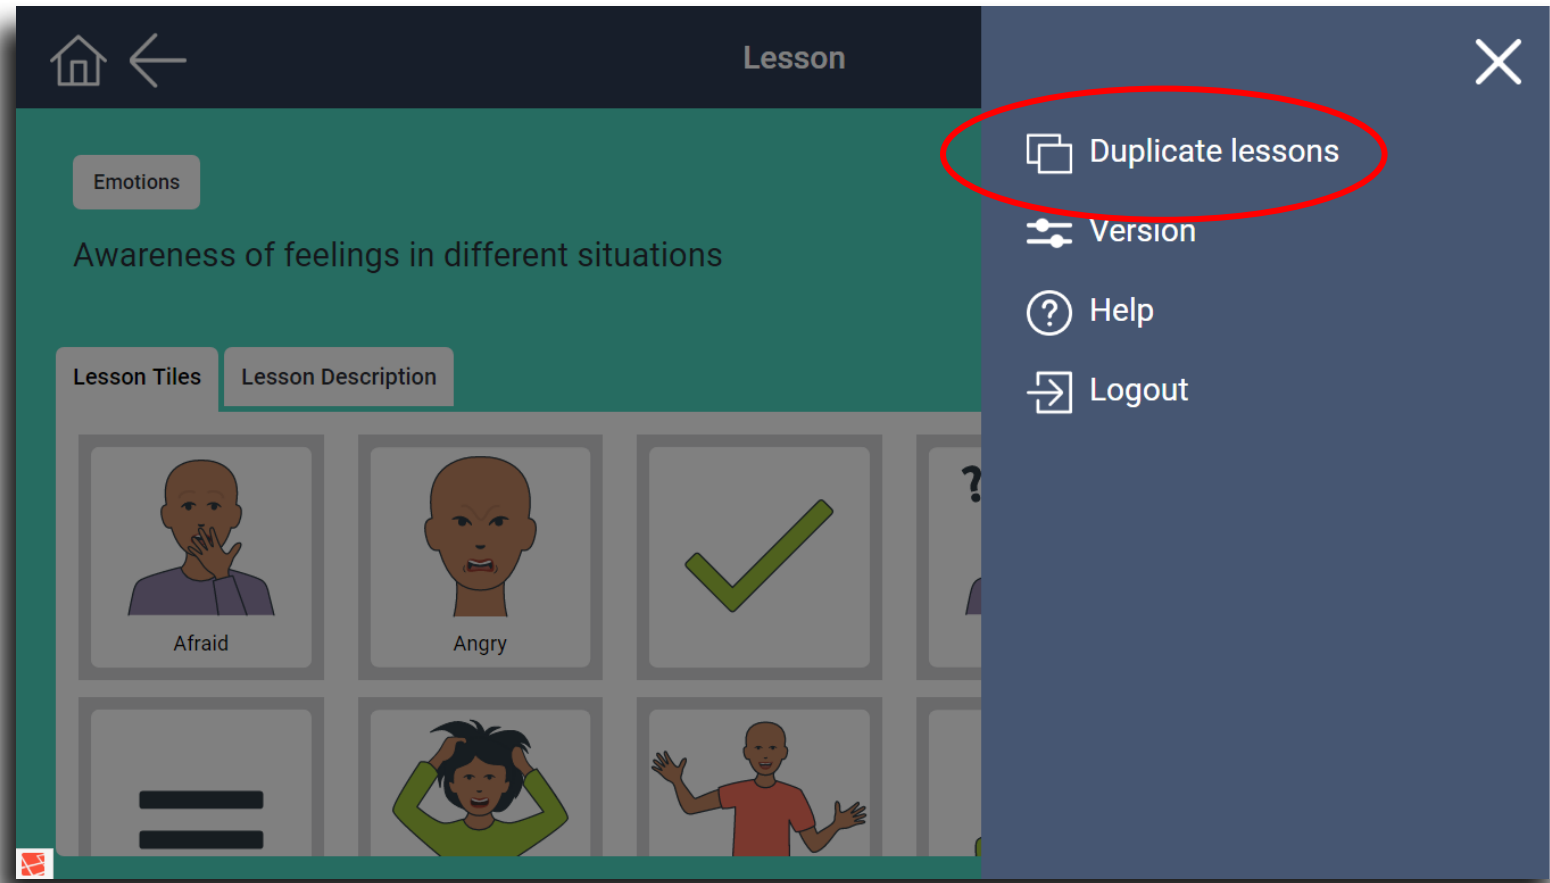 Lesson
Duplicate lessons
Version
Help
Logout
Emotions
Awareness of feelings in different situations
Lesson Tiles
Lesson Description
?
Afraid
Angry